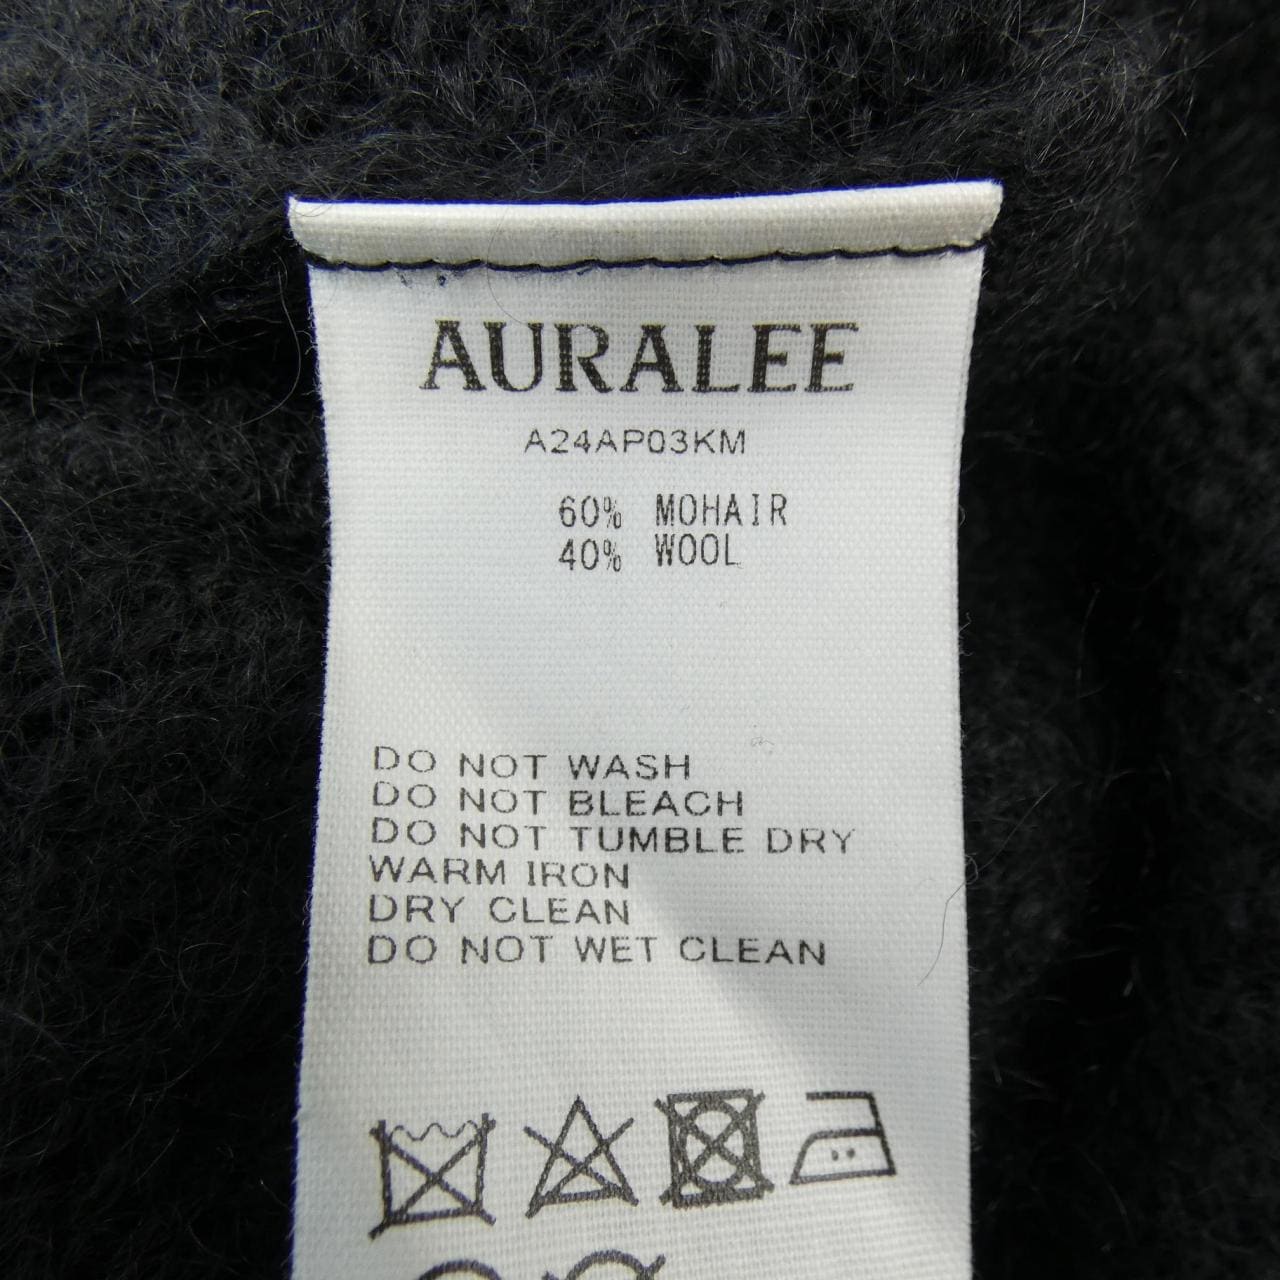 AURALEE
A24AP03KM
60% MOHAIR
40% WOOL
DO NOT WASH
DO NOT BLEACH
DO NOT TUMBLE DRY
WARM IRON
DRY CLEAN
DO NOT WET CLEAN